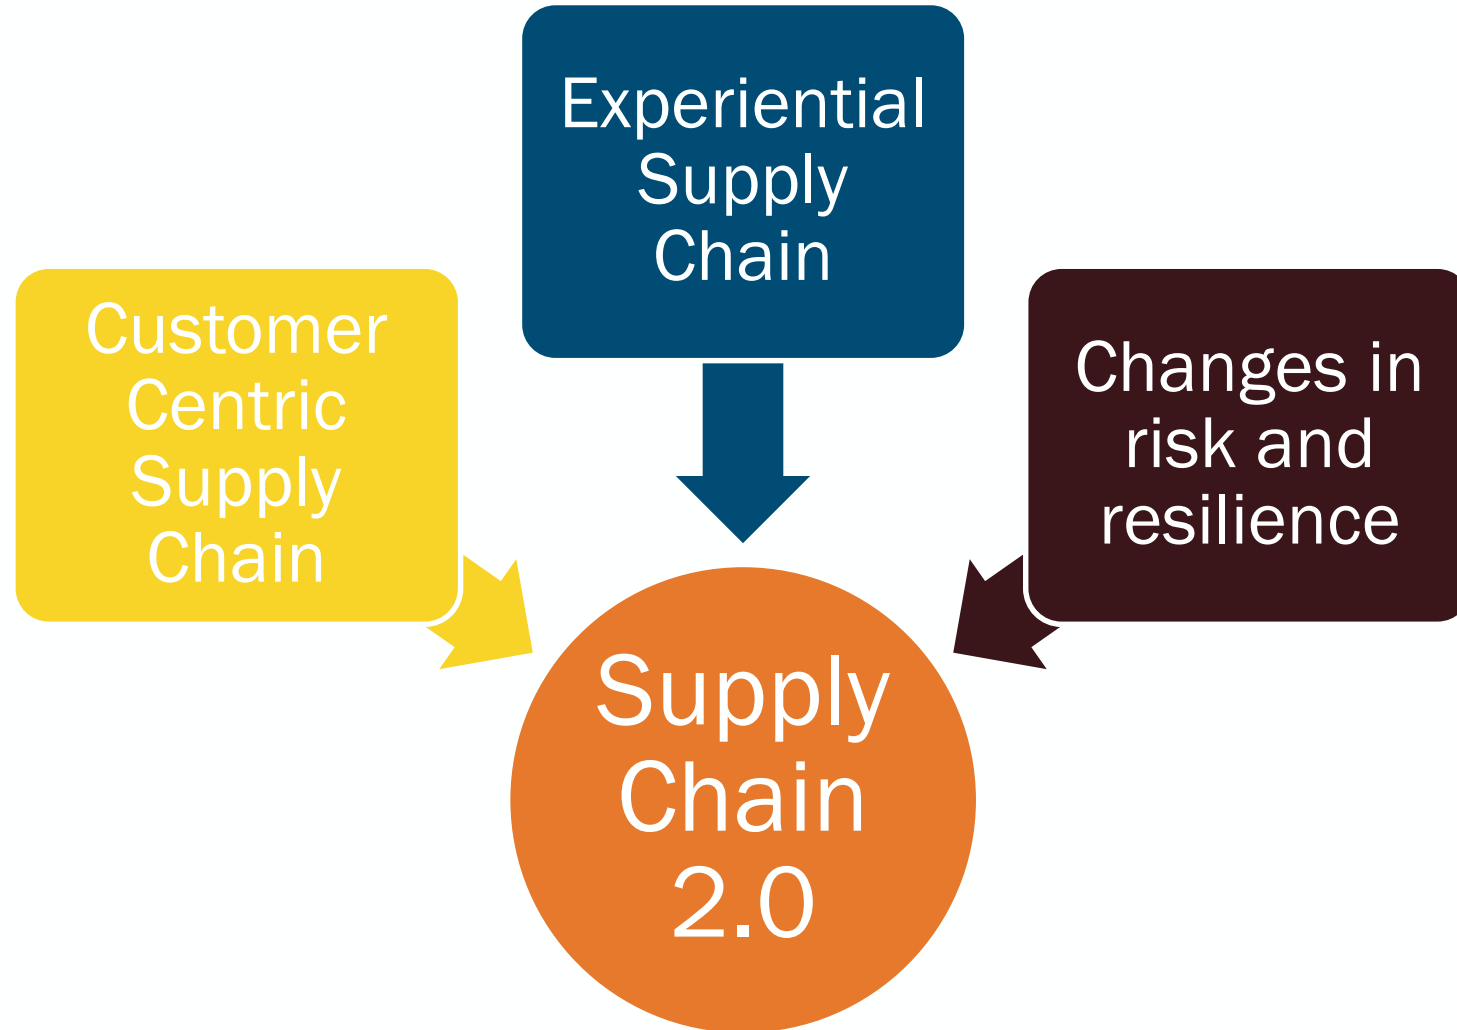 Experiential
Supply
Chain
Customer
Centric
Supply
Chain
Changes in
risk and
resilience
Supply
Chain
2.0